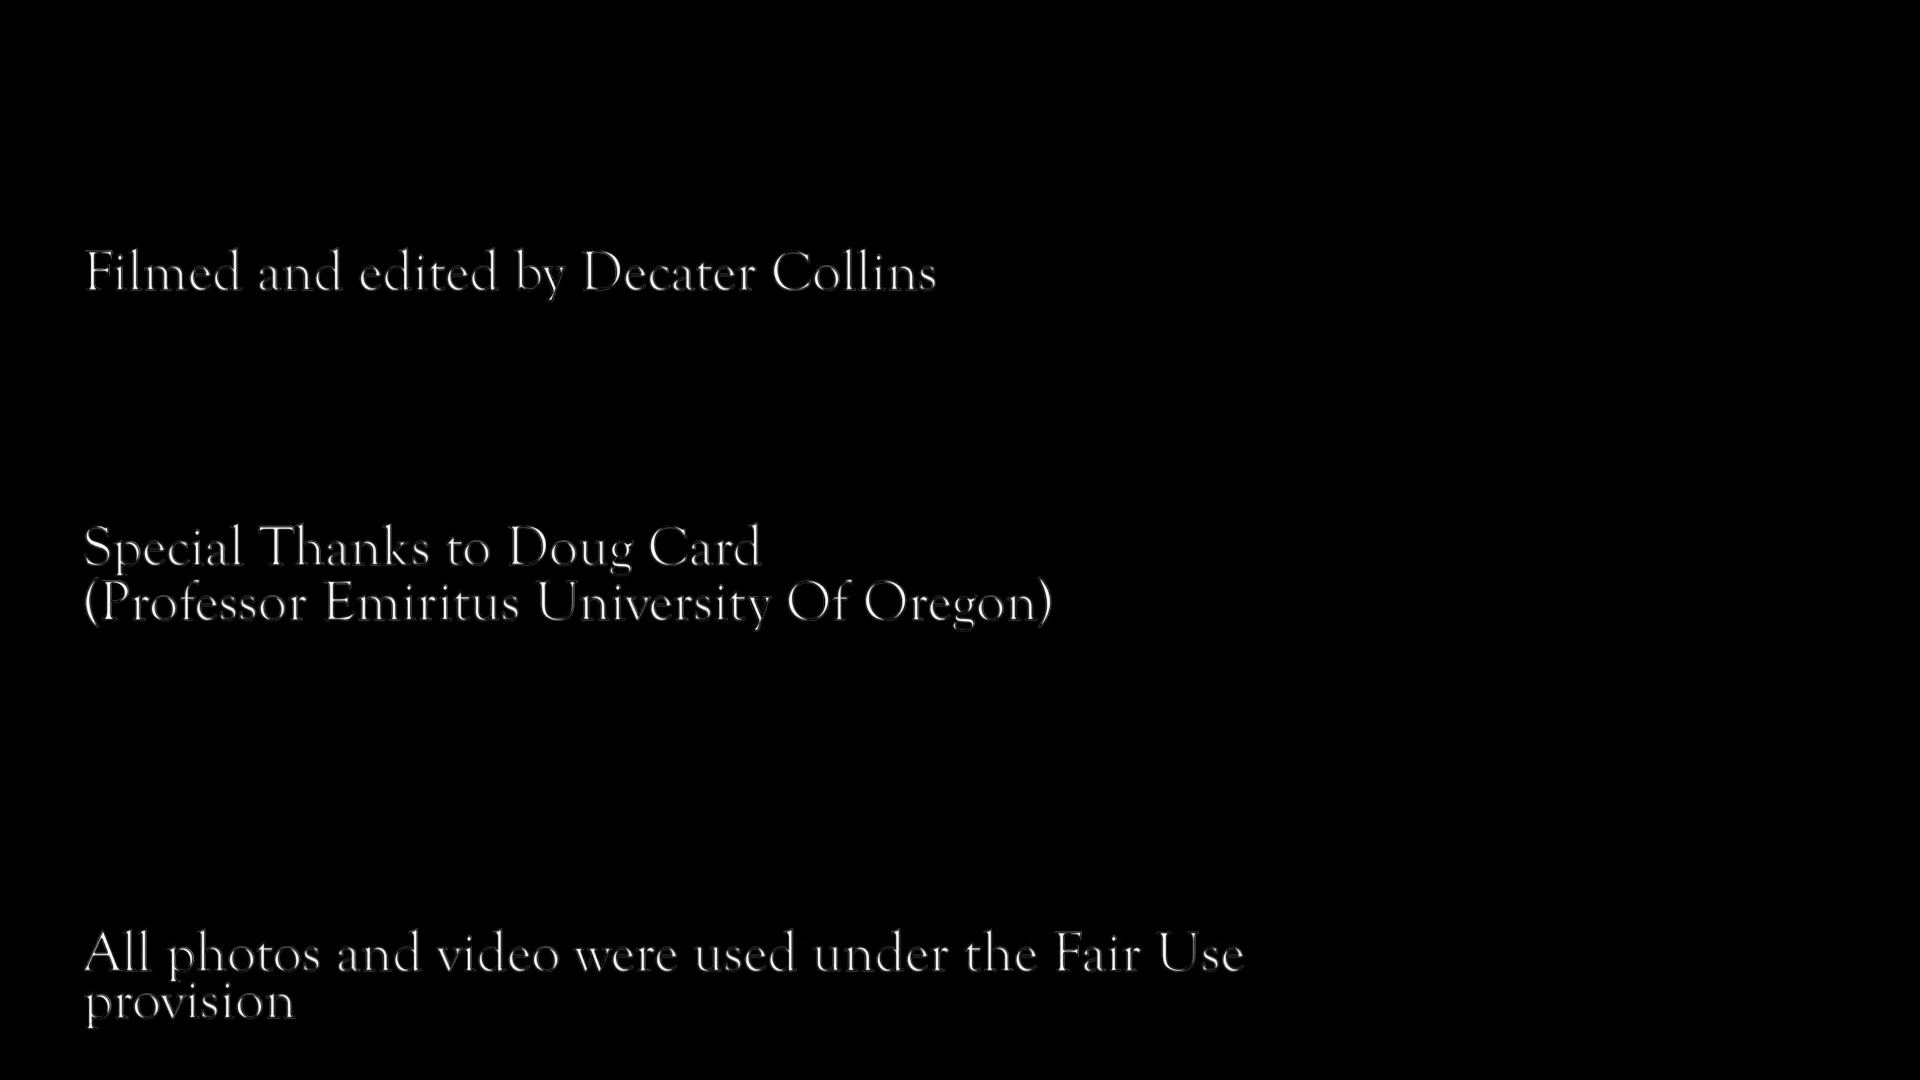 Filmed and edited by Decater Collins
Special Thanks to Doug Card
(Professor Emiritus University Of Oregon)
All photos and video were used under the Fair Use
provision